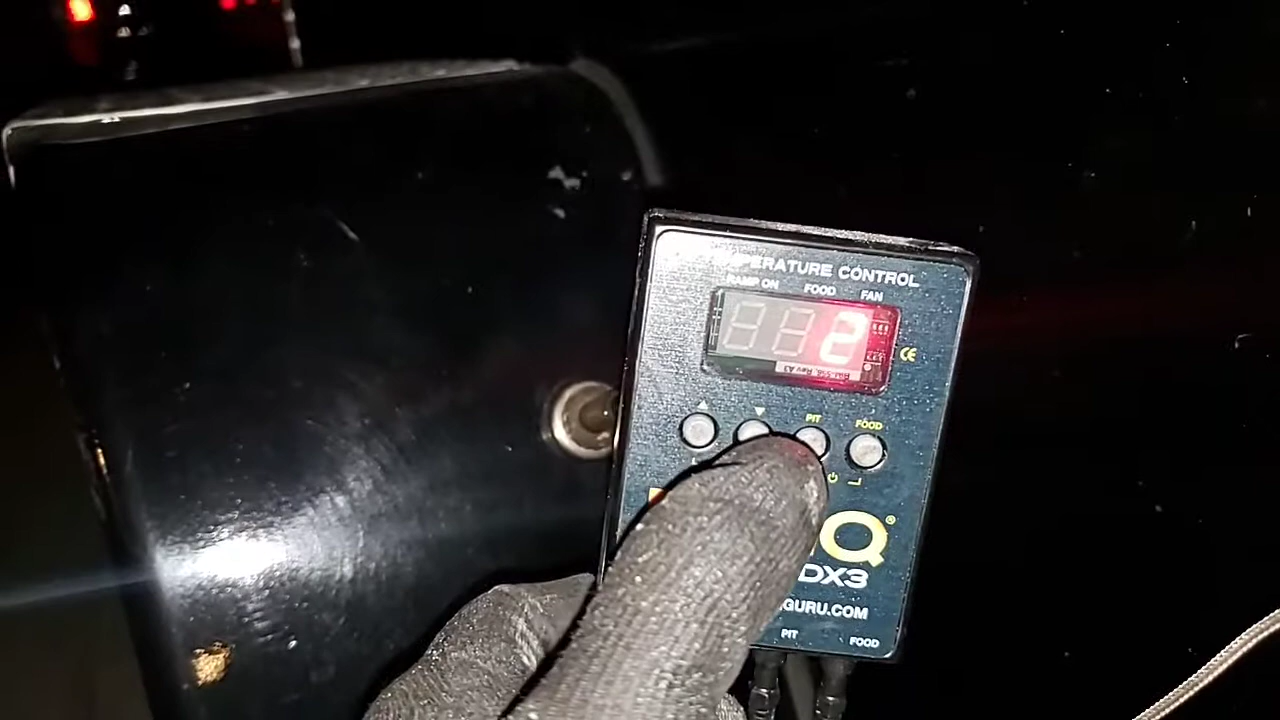 TEMPERATURE CONTROL
RAMP ON FOOD FAN
2
CE
PIT FOOD
Q®
DX3
GURU.COM
PIT FOOD